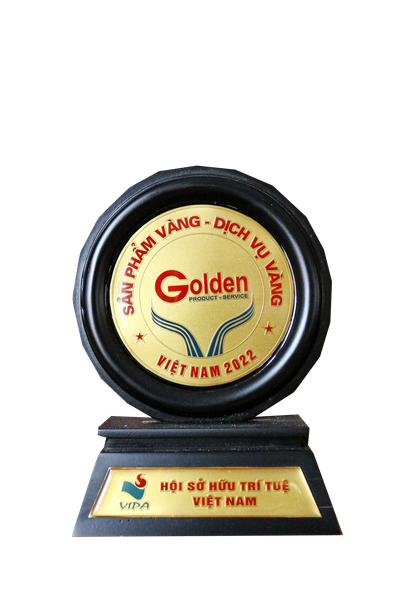 SẢN PHẨM VÀNG - DỊCH VỤ VÀNG
Golden
PRODUCT - SERVICE
VIỆT NAM 2022
HỘI SỞ HỮU TRÍ TUỆ
VIỆT NAM
VIPA